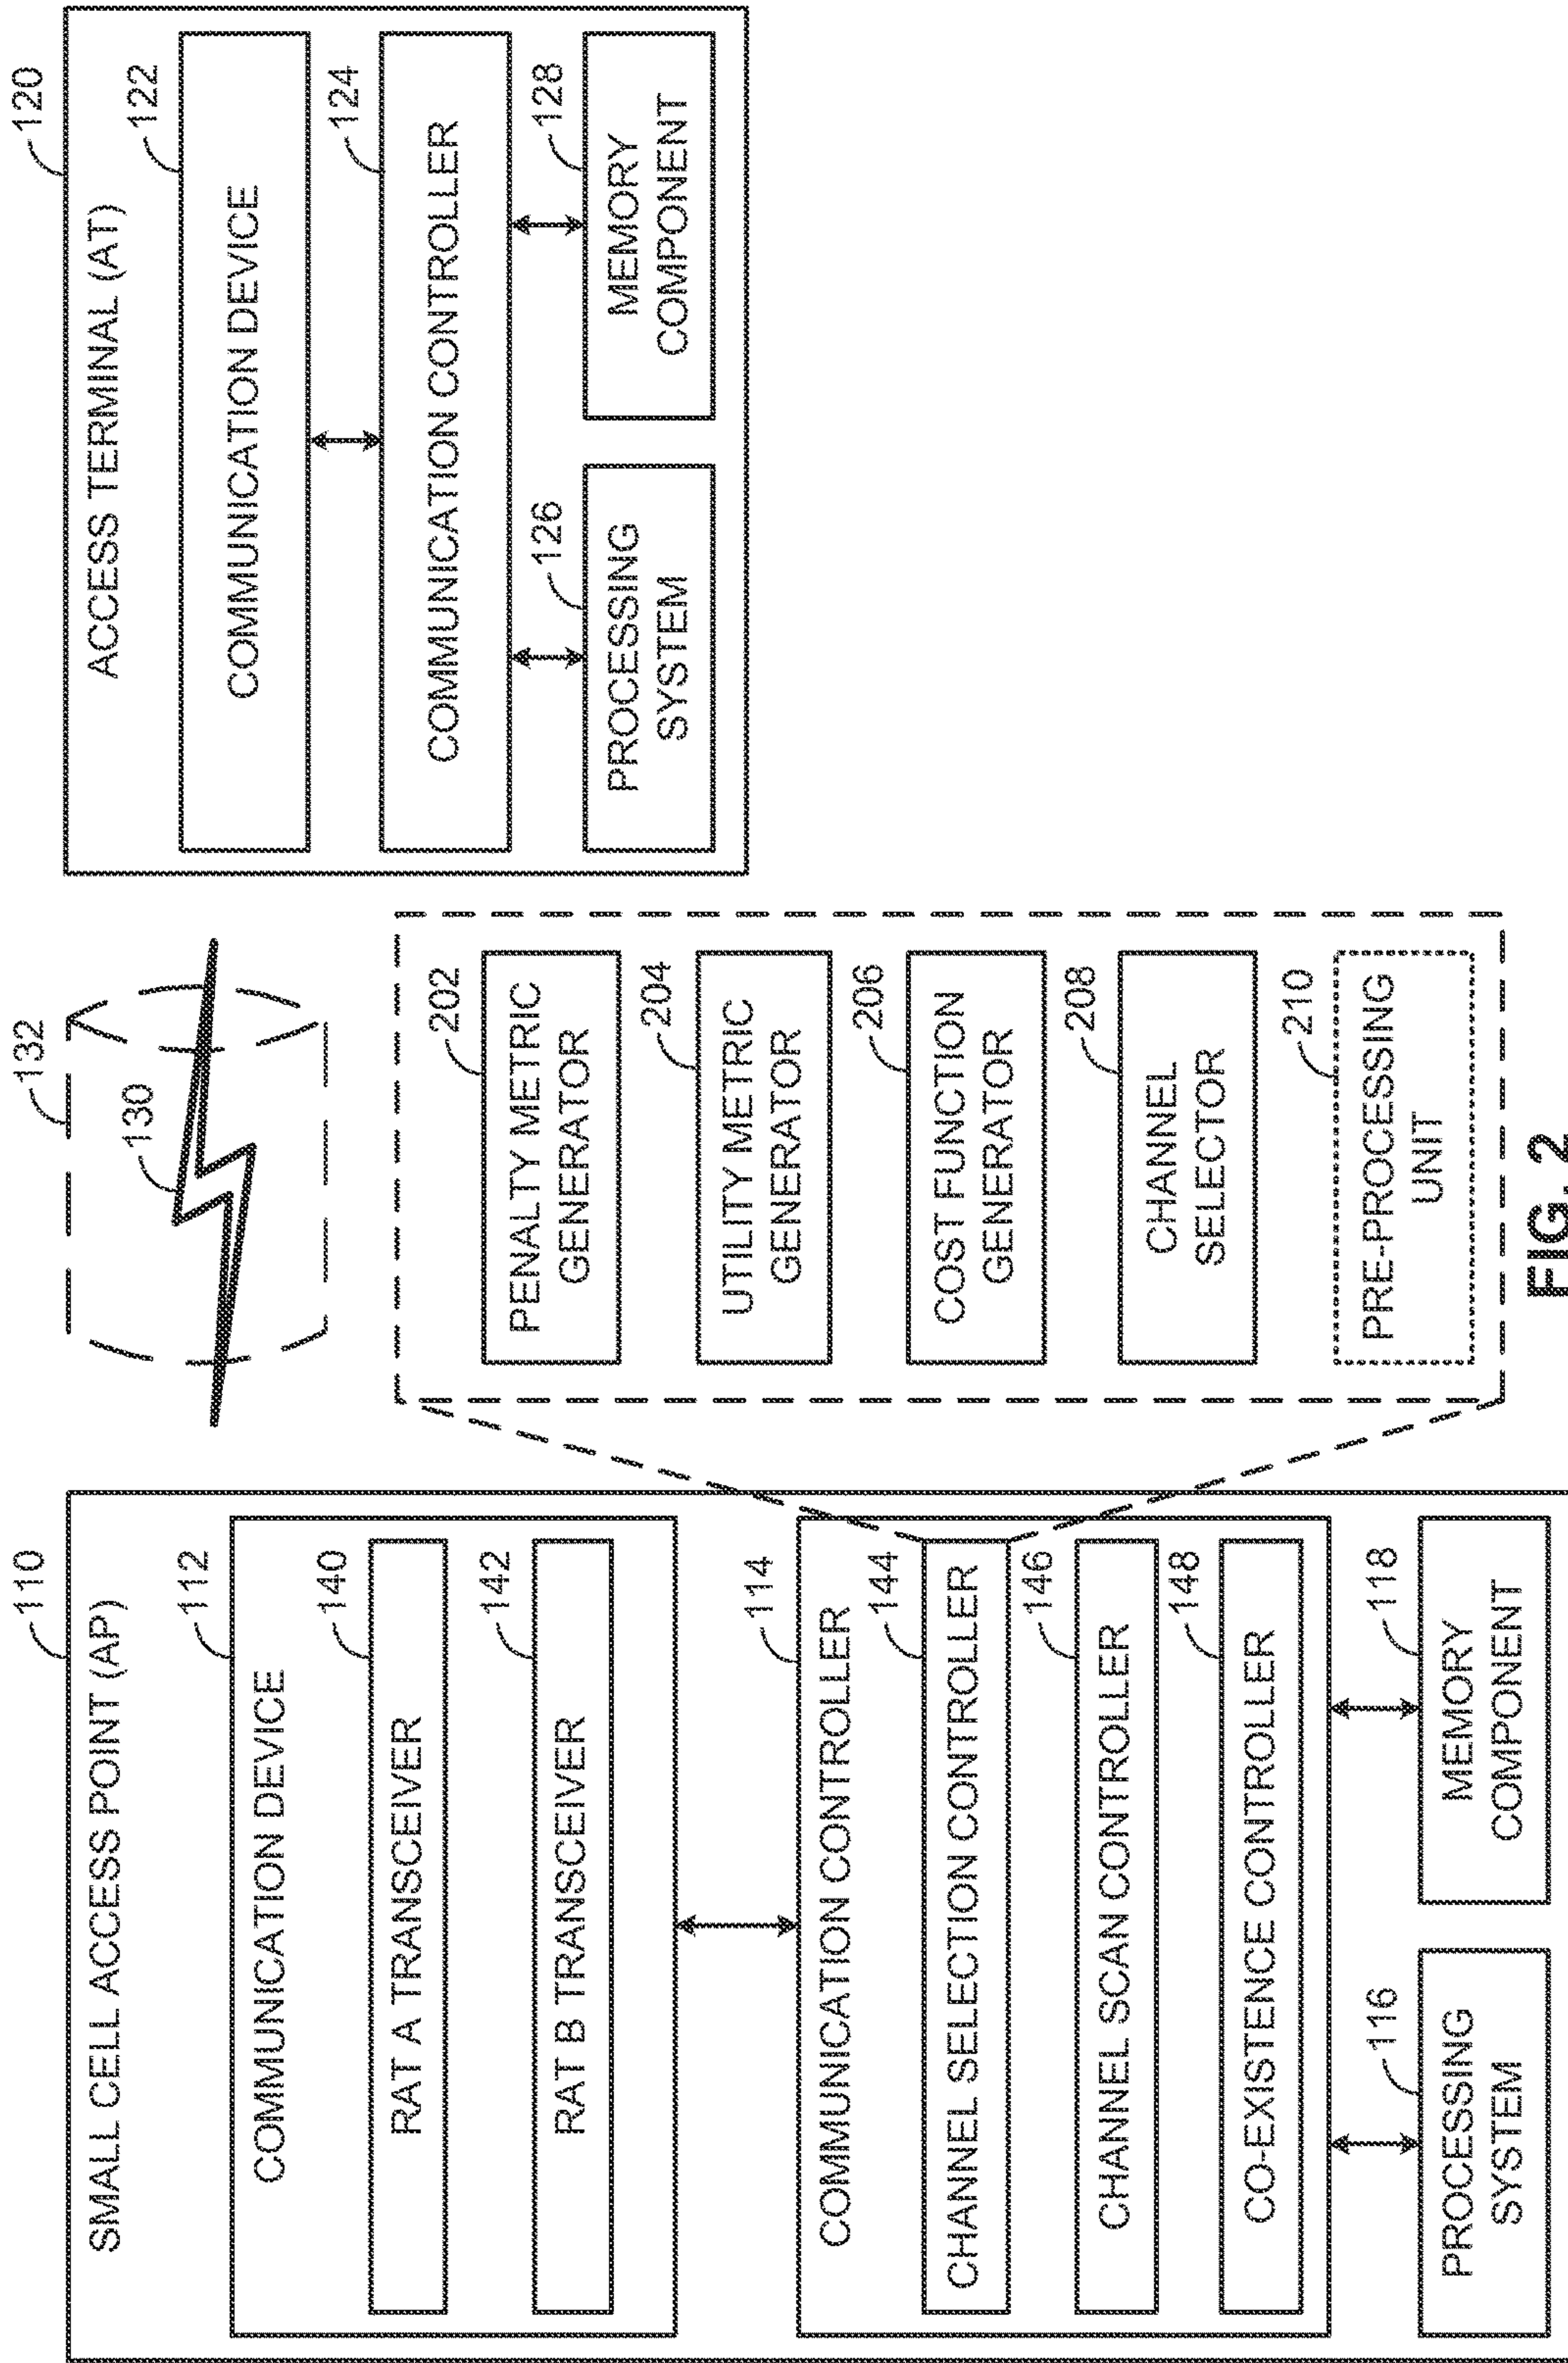 110
SMALL CELL ACCESS POINT (AP)
112
COMMUNICATION DEVICE
140
RAT A TRANSCEIVER
142
RAT B TRANSCEIVER
114
COMMUNICATION CONTROLLER
144
CHANNEL SELECTION CONTROLLER
146
CHANNEL SCAN CONTROLLER
148
CO-EXISTENCE CONTROLLER
116
PROCESSING
SYSTEM
118
MEMORY
COMPONENT
132
130
202
PENALTY METRIC
GENERATOR
204
UTILITY METRIC
GENERATOR
206
COST FUNCTION
GENERATOR
208
CHANNEL
SELECTOR
210
PRE-PROCESSING
UNIT
120
ACCESS TERMINAL (AT)
122
COMMUNICATION DEVICE
124
COMMUNICATION CONTROLLER
126
PROCESSING
SYSTEM
128
MEMORY
COMPONENT
FIG. 2